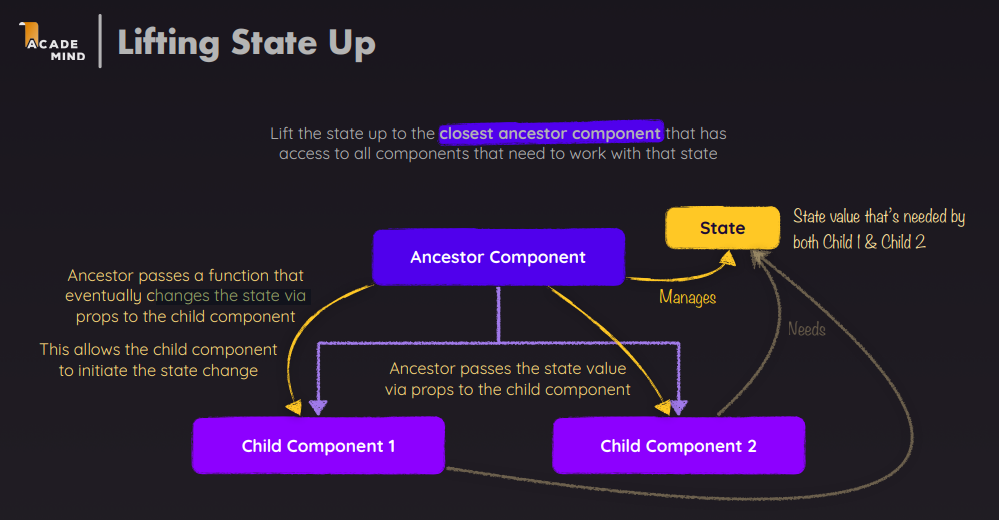 ACADE
MIND
Lifting State Up
Lift the state up to the closest ancestor component that has
access to all components that need to work with that state
State
State value that's needed by
both Child 1 & Child 2
Ancestor Component
Manages
Ancestor passes a function that
eventually changes the state via
props to the child component
Needs
This allows the child component
to initiate the state change
Ancestor passes the state value
via props to the child component
Child Component 1
Child Component 2